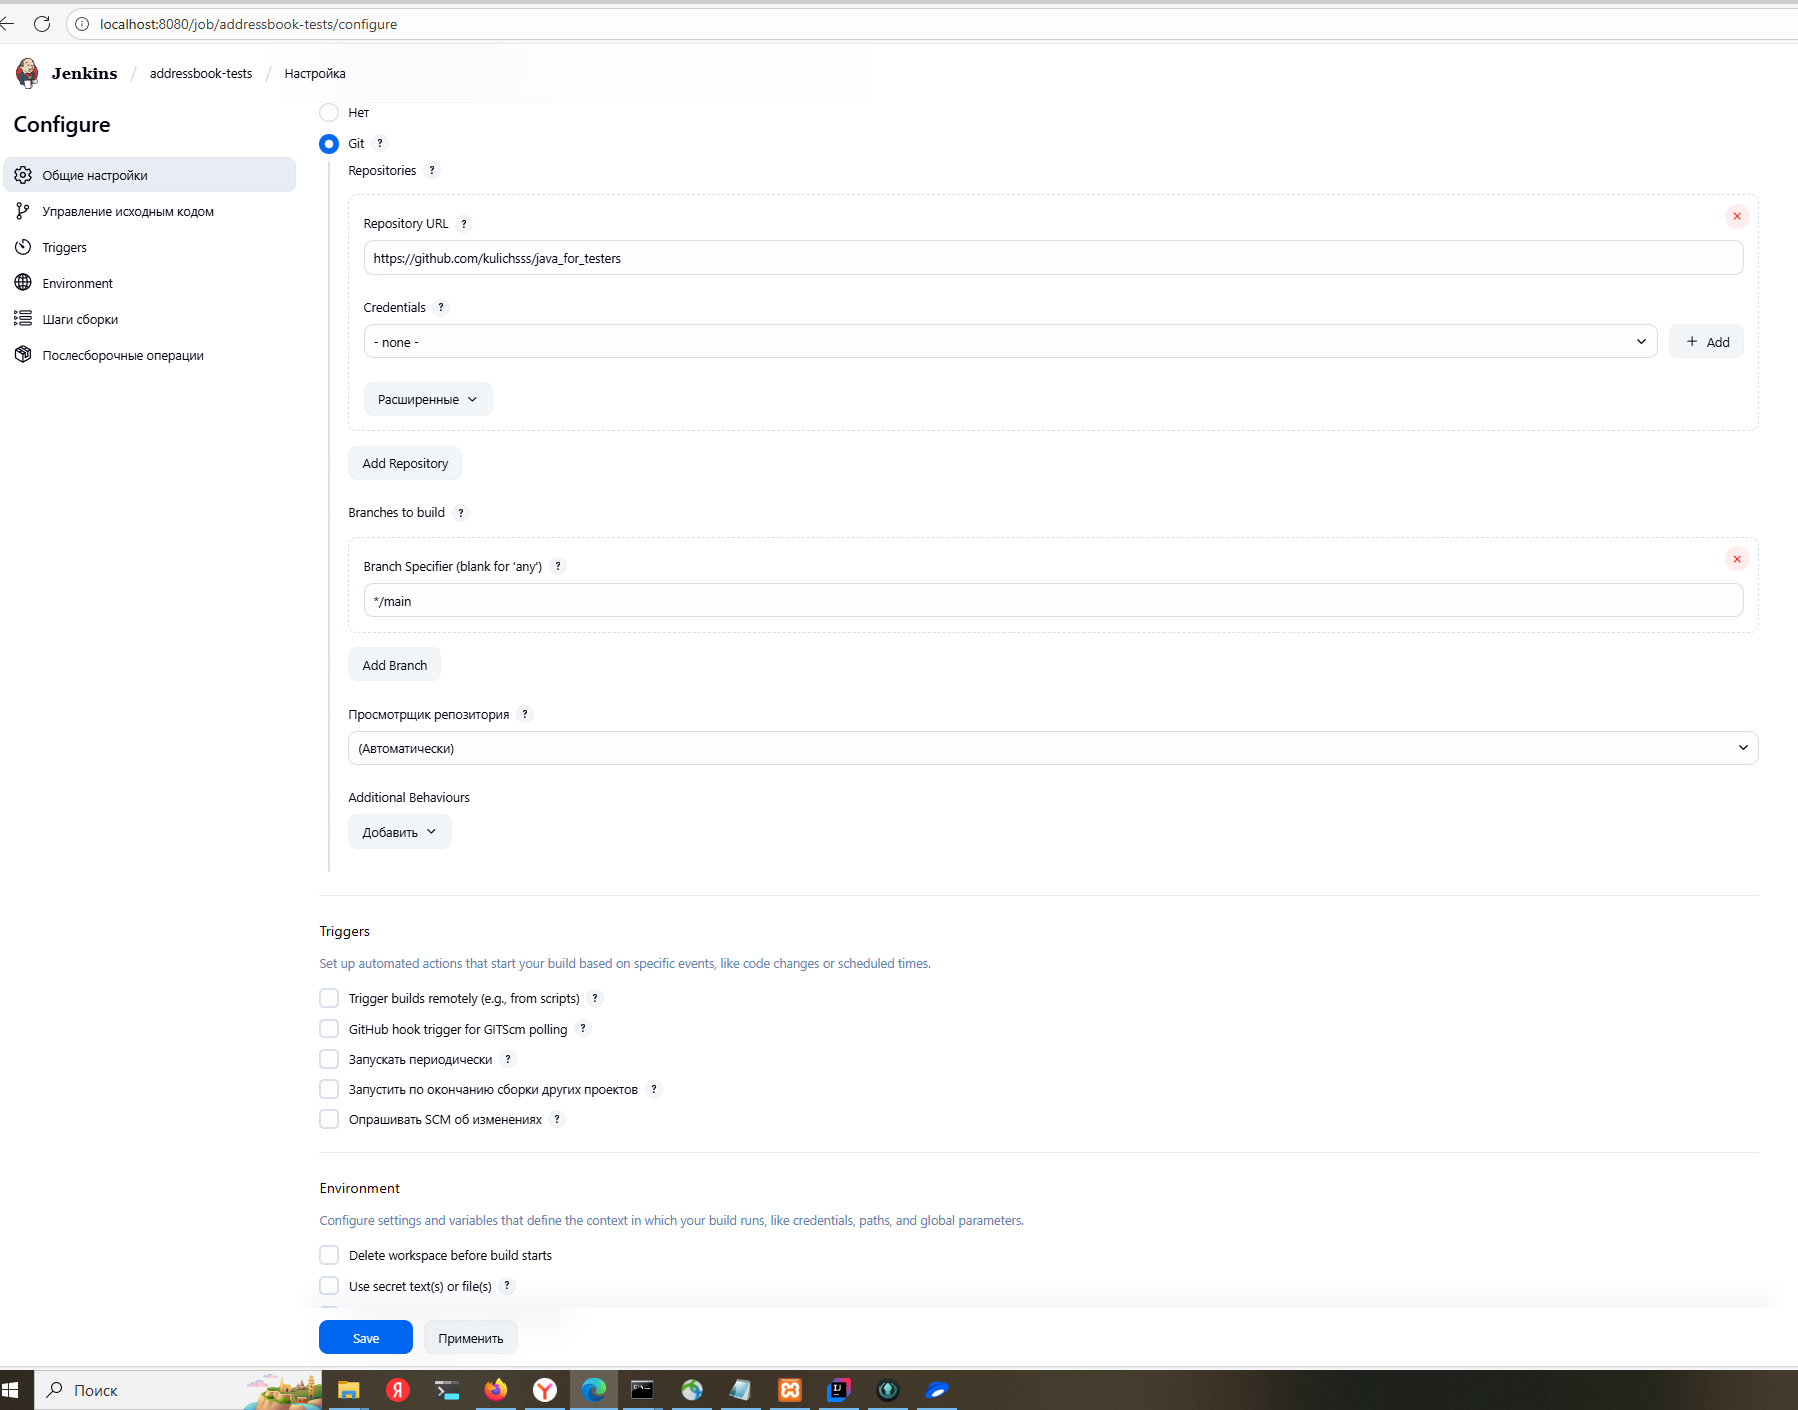 localhost:8080/job/addressbook-tests/configure
Jenkins / addressbook-tests / Настройка
Configure
Общие настройки
Управление исходным кодом
Triggers
Environment
Шаги сборки
Послесборочные операции
Нет
Git ?
Repositories ?
Repository URL ?
https://github.com/kulichsss/java_for_testers
Credentials ?
- none -
+ Add
Расширенные
Add Repository
Branches to build ?
Branch Specifier (blank for 'any') ?
*/main
Add Branch
Просмотрщик репозитория ?
(Автоматически)
Additional Behaviours
Добавить
Triggers
Set up automated actions that start your build based on specific events, like code changes or scheduled times.
Trigger builds remotely (e.g., from scripts) ?
GitHub hook trigger for GITScm polling ?
Запускать периодически ?
Запустить по окончанию сборки других проектов ?
Опрашивать SCM об изменениях ?
Environment
Configure settings and variables that define the context in which your build runs, like credentials, paths, and global parameters.
Delete workspace before build starts
Use secret text(s) or file(s) ?
Save
Применить
Поиск